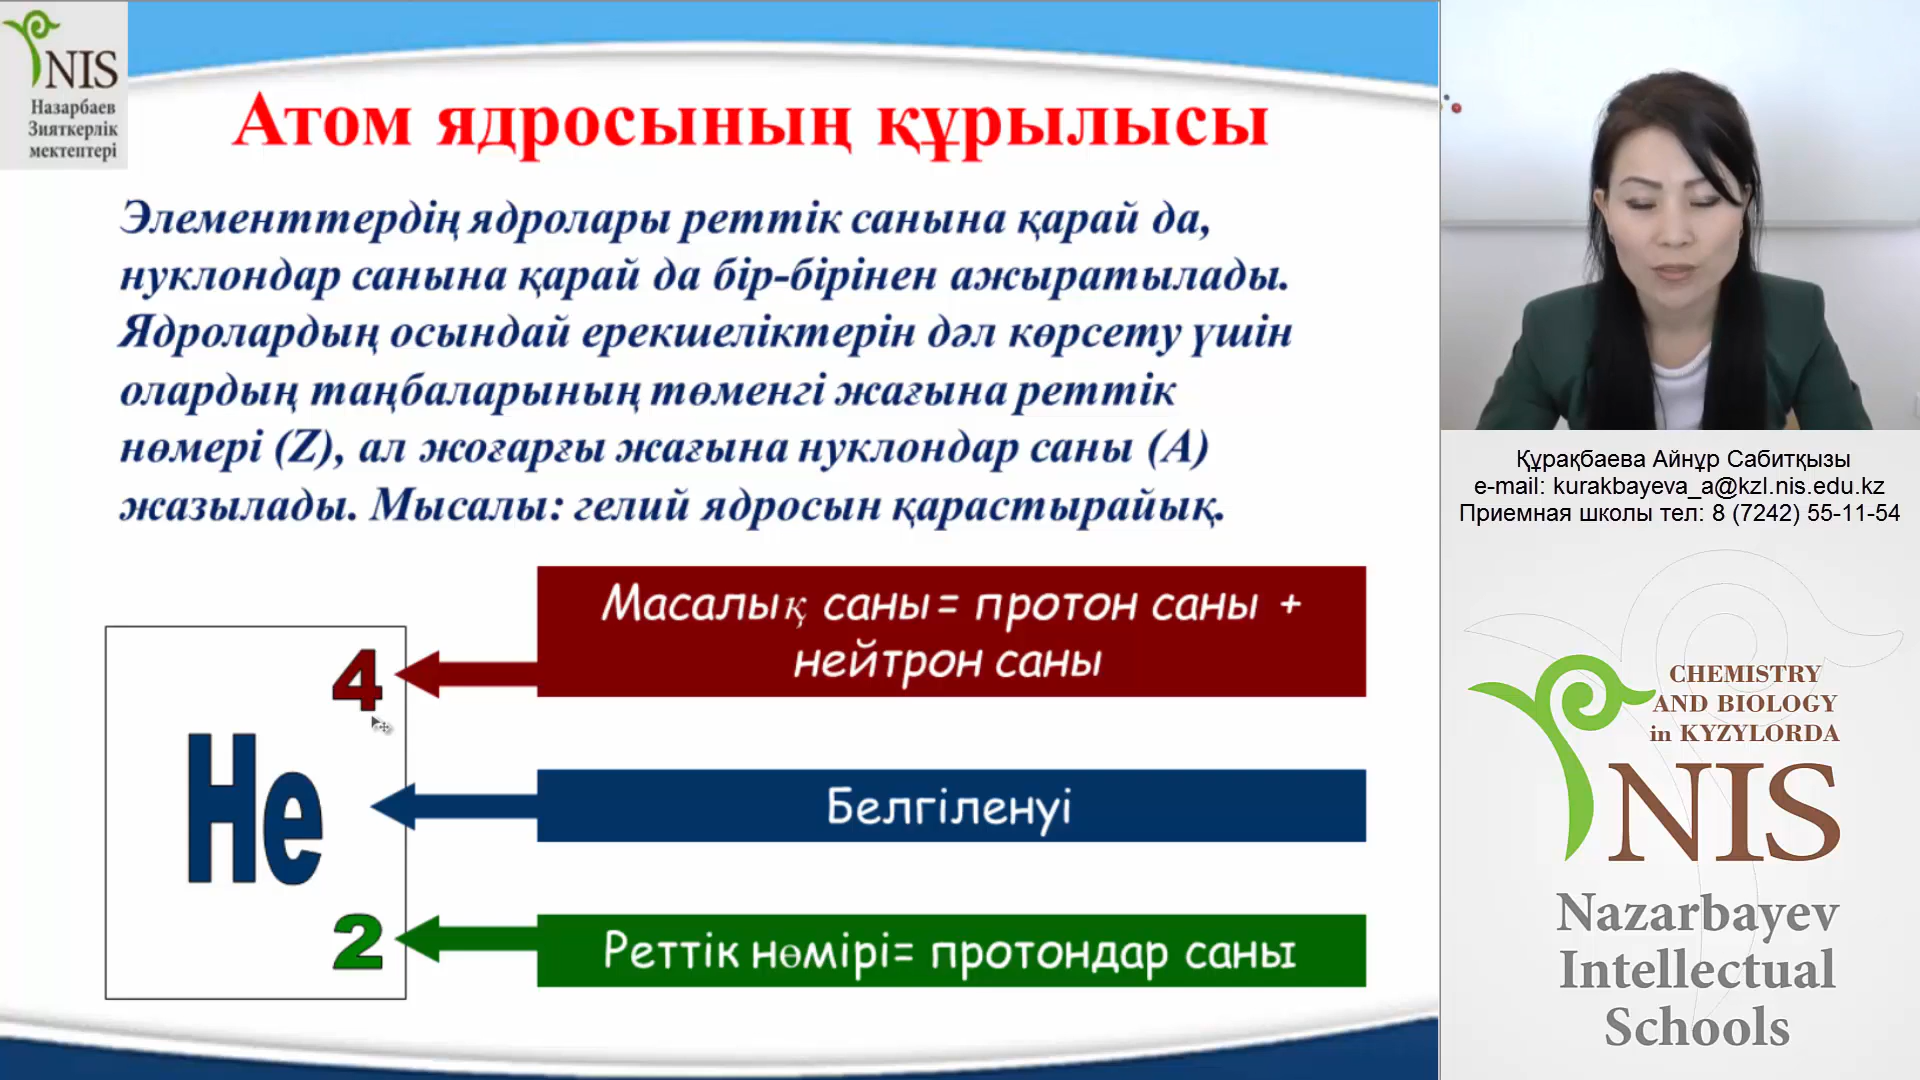 NIS
Назарбаев
Зияткерлік
мектептері
Атом ядросының құрылысы
Элементтердің ядролары реттік санына қарай да,
нуклондар санына қарай да бір-бірінен ажыратылады.
Ядролардың осындай ерекшеліктерін дәл көрсету үшін
олардың таңбаларының төменгі жағына реттік
нөмері (Z), ал жоғарғы жағына нуклондар саны (А)
жазылады. Мысалы: гелий ядросын қарастырайық.
4
Не
2
Масалық саны= протон саны +
нейтрон саны
Белгіленуі
Реттік нөмірі= протондар саны
Құрақбаева Айнұр Сабитқызы
e-mail: kurakbayeva_a@kzl.nis.edu.kz
Приемная школы тел: 8 (7242) 55-11-54
CHEMISTRY
AND BIOLOGY
in KYZYLORDA
NIS
Nazarbayev
Intellectual
Schools